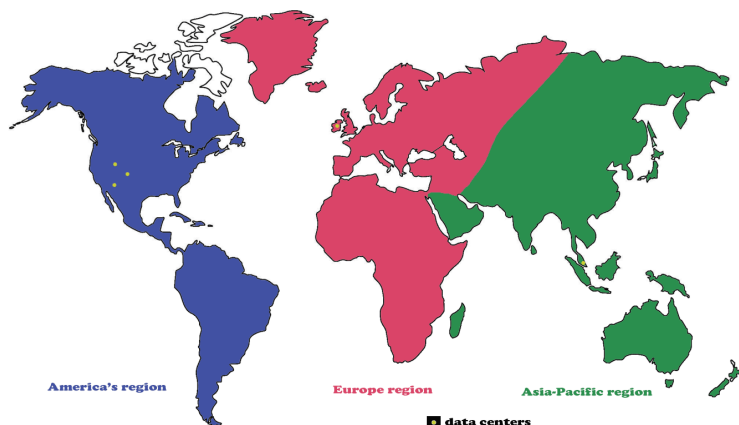 America's region
Europe region
Asia-Pacific region
data centers